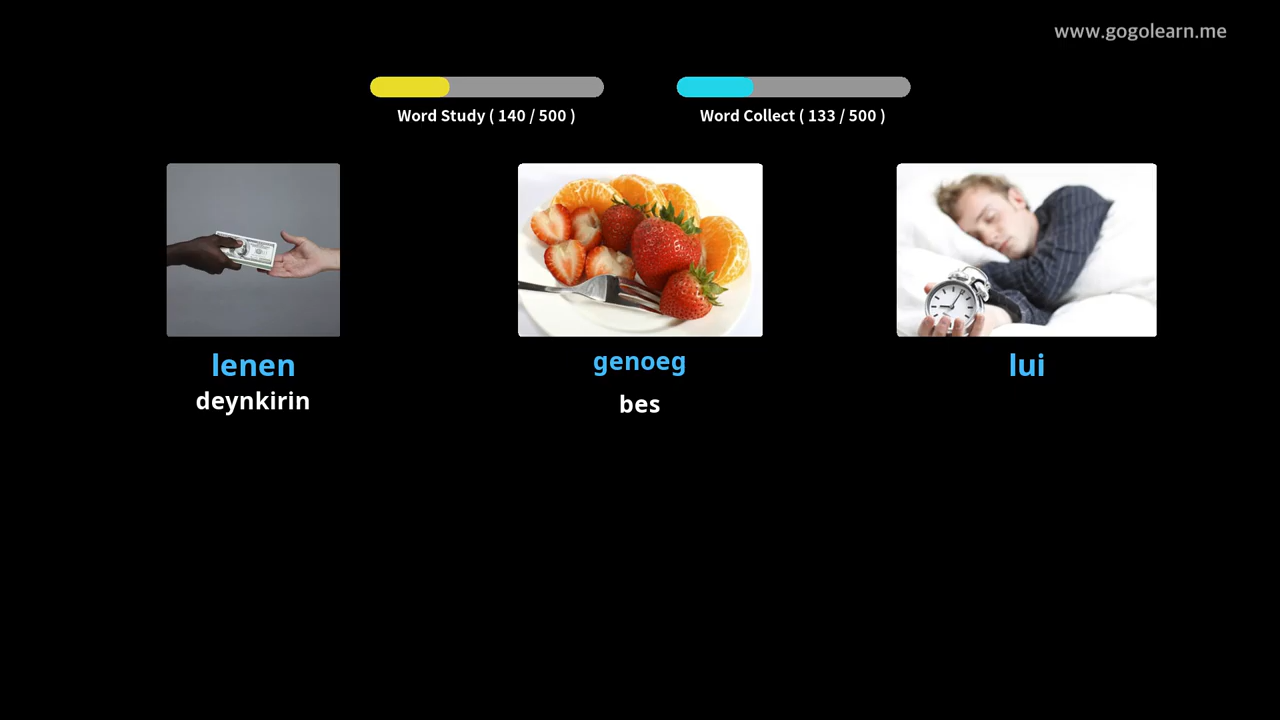 www.gogolearn.me
Word Study ( 140 / 500 )
Word Collect ( 133 / 500 )
lenen
deynkirin
genoeg
bes
lui